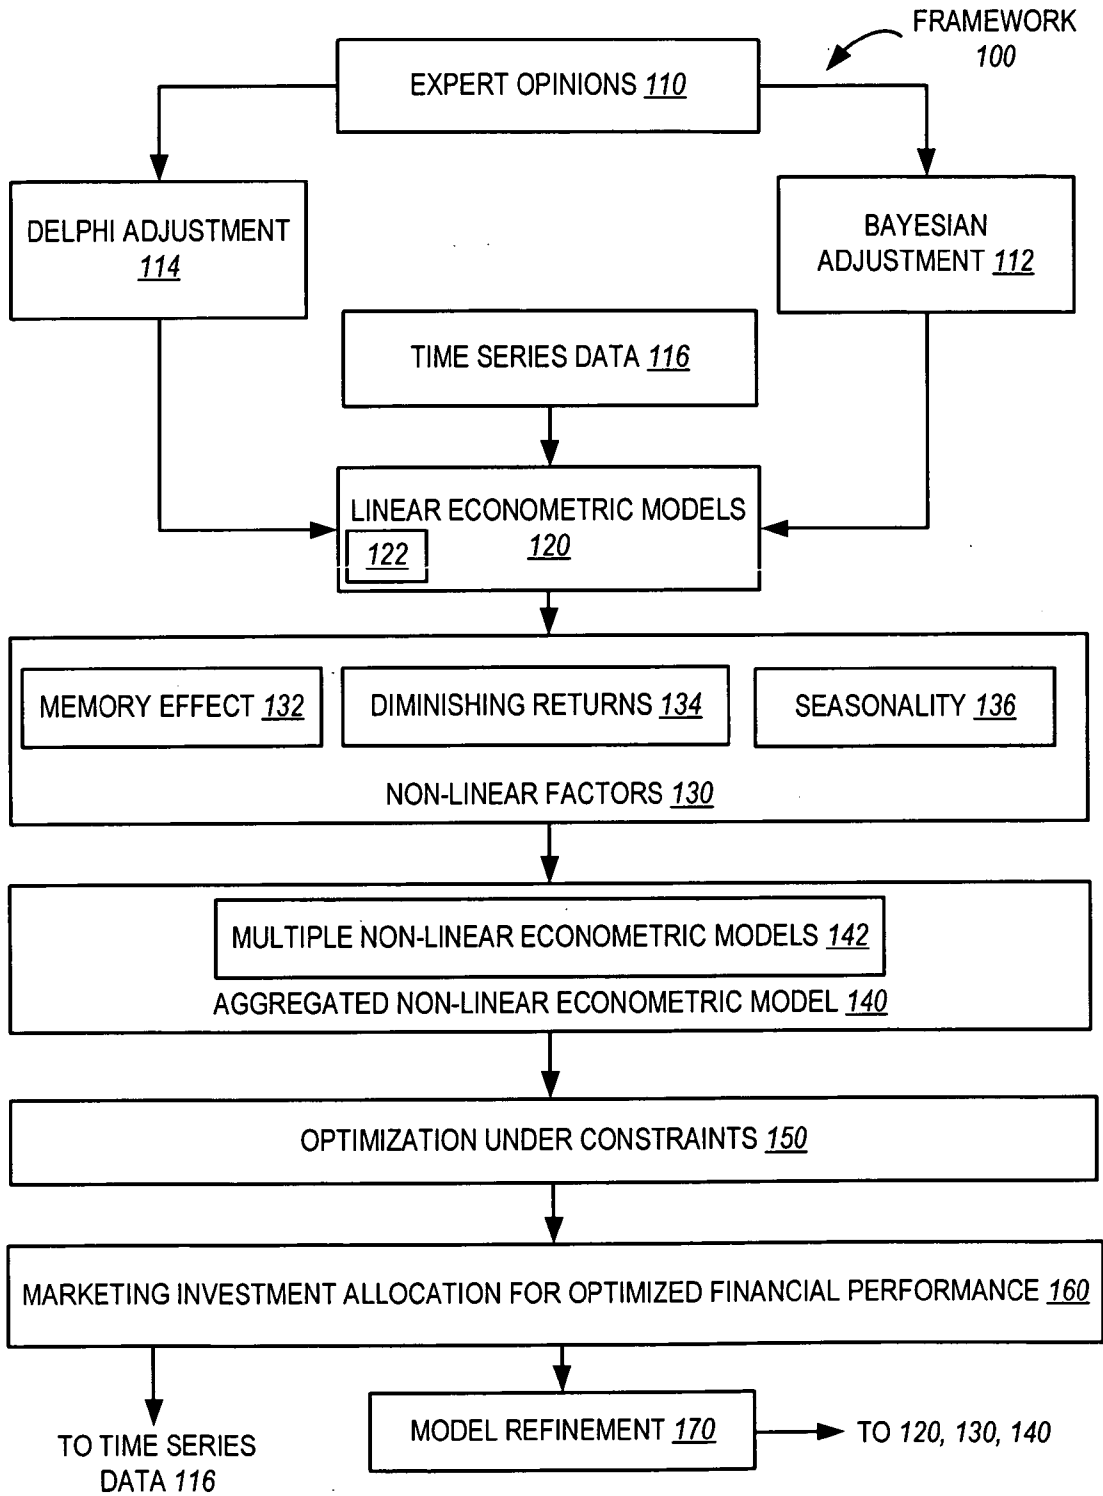 FRAMEWORK
100
EXPERT OPINIONS 110
DELPHI ADJUSTMENT
114
BAYESIAN
ADJUSTMENT 112
TIME SERIES DATA 116
LINEAR ECONOMETRIC MODELS
122
120
MEMORY EFFECT 132
DIMINISHING RETURNS 134
SEASONALITY 136
NON-LINEAR FACTORS 130
MULTIPLE NON-LINEAR ECONOMETRIC MODELS 142
AGGREGATED NON-LINEAR ECONOMETRIC MODEL 140
OPTIMIZATION UNDER CONSTRAINTS 150
MARKETING INVESTMENT ALLOCATION FOR OPTIMIZED FINANCIAL PERFORMANCE 160
TO TIME SERIES
DATA 116
MODEL REFINEMENT 170
TO 120, 130, 140